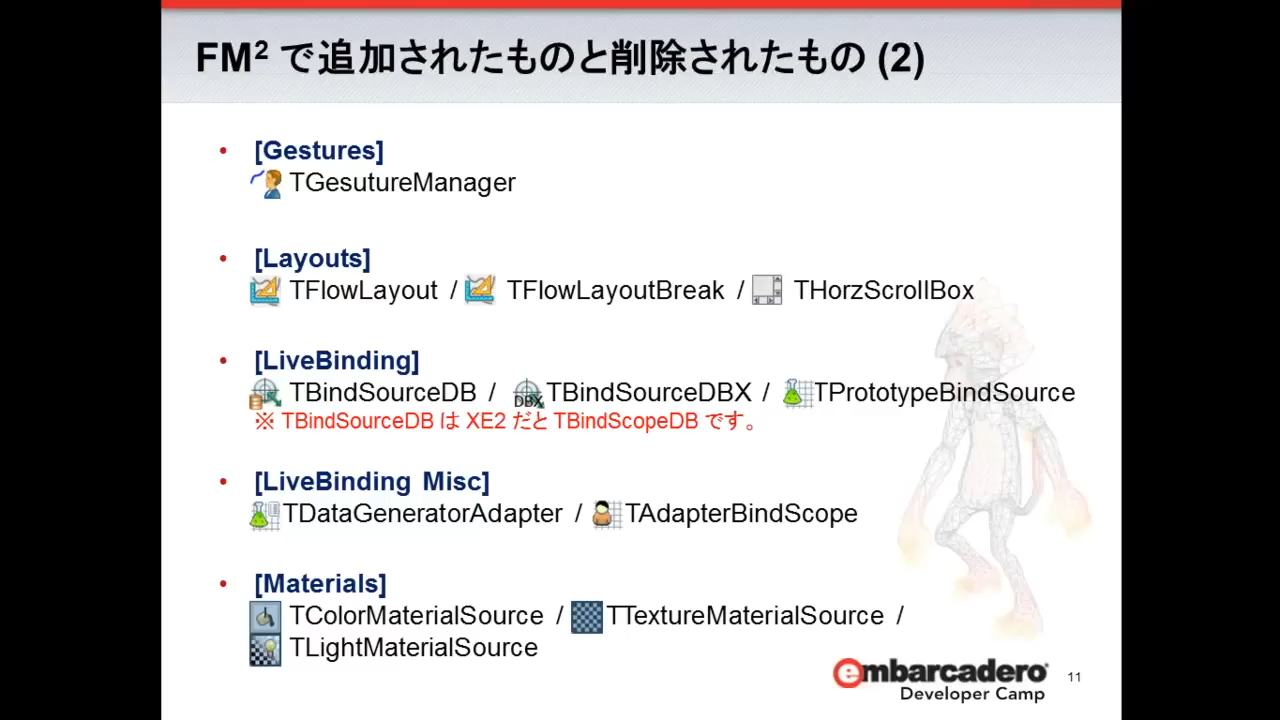 FM² で追加されたものと削除されたもの (2)
• [Gestures]
TGesutureManager
• [Layouts]
TFlowLayout / TFlowLayoutBreak / THorzScrollBox
• [LiveBinding]
TBindSourceDB / DBX TBindSourceDBX / TPrototypeBindSource
※ TBindSourceDB は XE2 だと TBindScopeDB です。
• [LiveBinding Misc]
TDataGeneratorAdapter / TAdapterBindScope
• [Materials]
TColorMaterialSource / TTextureMaterialSource /
TLightMaterialSource
embarcadero®
Developer Camp
11